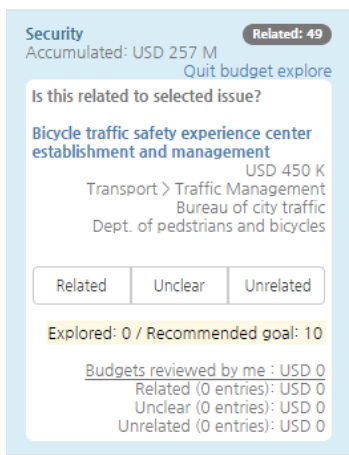 Security
Related: 49
Accumulated: USD 257 M
Quit budget explore
Is this related to selected issue?
Bicycle traffic safety experience center
establishment and management
USD 450 K
Transport > Traffic Management
Bureau of city traffic
Dept. of pedstrians and bicycles
Related
Unclear
Unrelated
Explored: 0 / Recommended goal: 10
Budgets reviewed by me : USD 0
Related (0 entries): USD 0
Unclear (0 entries): USD 0
Unrelated (0 entries): USD 0